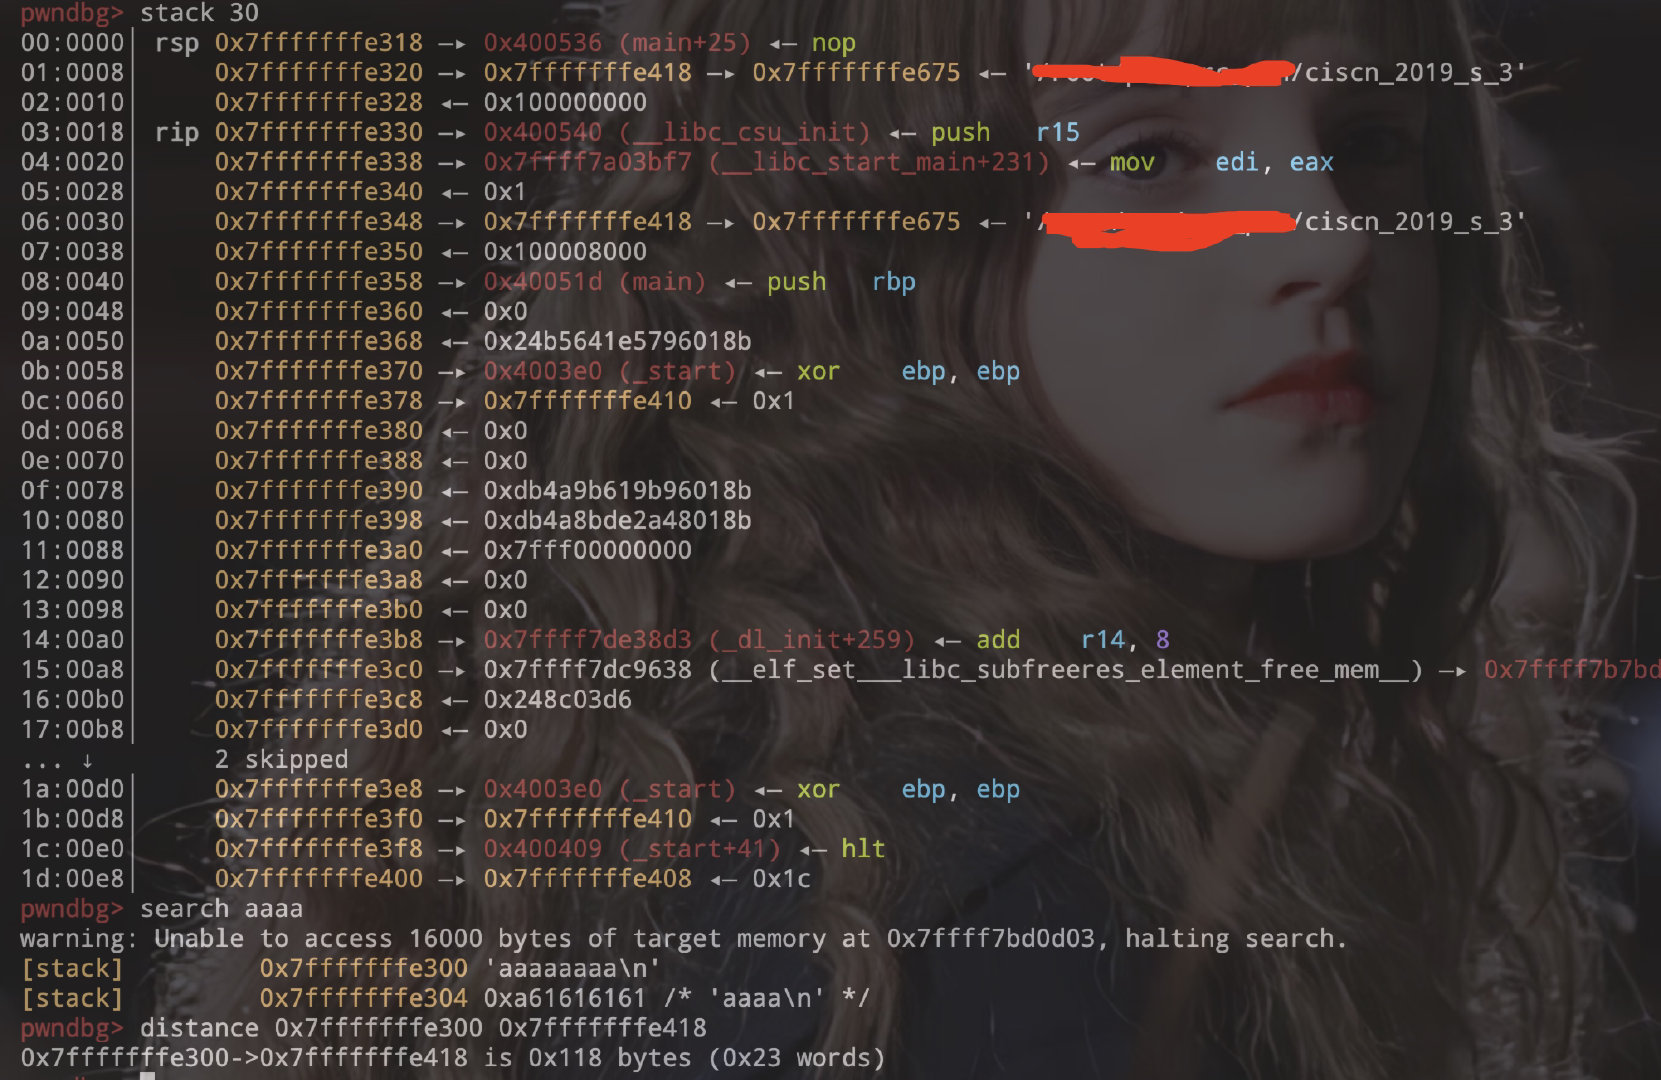 pwndbg> stack 30
00:0000│ rsp 0x7fffffffe318 —▸ 0x400536 (main+25) ◂— nop
01:0008│     0x7fffffffe320 —▸ 0x7fffffffe418 —▸ 0x7fffffffe675 ◂— '/ciscn_2019_s_3'
02:0010│     0x7fffffffe328 ◂— 0x100000000
03:0018│ rip 0x7fffffffe330 —▸ 0x400540 (__libc_csu_init) ◂— push   r15
04:0020│     0x7fffffffe338 —▸ 0x7ffff7a03bf7 (__libc_start_main+231) ◂— mov    edi, eax
05:0028│     0x7fffffffe340 ◂— 0x1
06:0030│     0x7fffffffe348 —▸ 0x7fffffffe418 —▸ 0x7fffffffe675 ◂— '/ciscn_2019_s_3'
07:0038│     0x7fffffffe350 ◂— 0x100008000
08:0040│     0x7fffffffe358 —▸ 0x40051d (main) ◂— push   rbp
09:0048│     0x7fffffffe360 ◂— 0x0
0a:0050│     0x7fffffffe368 ◂— 0x24b5641e5796018b
0b:0058│     0x7fffffffe370 —▸ 0x4003e0 (_start) ◂— xor    ebp, ebp
0c:0060│     0x7fffffffe378 —▸ 0x7fffffffe410 ◂— 0x1
0d:0068│     0x7fffffffe380 ◂— 0x0
0e:0070│     0x7fffffffe388 ◂— 0x0
0f:0078│     0x7fffffffe390 ◂— 0xdb4a9b619b96018b
10:0080│     0x7fffffffe398 ◂— 0xdb4a8bde2a48018b
11:0088│     0x7fffffffe3a0 ◂— 0x7fff00000000
12:0090│     0x7fffffffe3a8 ◂— 0x0
13:0098│     0x7fffffffe3b0 ◂— 0x0
14:00a0│     0x7fffffffe3b8 —▸ 0x7ffff7de38d3 (_dl_init+259) ◂— add    r14, 8
15:00a8│     0x7fffffffe3c0 —▸ 0x7ffff7dc9638 (__elf_set___libc_subfreeres_element_free_mem__) —▸ 0x7ffff7b7bd
16:00b0│     0x7fffffffe3c8 ◂— 0x248c03d6
17:00b8│     0x7fffffffe3d0 ◂— 0x0
... ↓        2 skipped
1a:00d0│     0x7fffffffe3e8 —▸ 0x4003e0 (_start) ◂— xor    ebp, ebp
1b:00d8│     0x7fffffffe3f0 —▸ 0x7fffffffe410 ◂— 0x1
1c:00e0│     0x7fffffffe3f8 —▸ 0x400409 (_start+41) ◂— hlt
1d:00e8│     0x7fffffffe400 —▸ 0x7fffffffe408 ◂— 0x1c
pwndbg> search aaaa
warning: Unable to access 16000 bytes of target memory at 0x7ffff7bd0d03, halting search.
[stack]         0x7fffffffe300 'aaaaaaaa\n'
[stack]         0x7fffffffe304 0xa61616161 /* 'aaaa\n' */
pwndbg> distance 0x7fffffffe300 0x7fffffffe418
0x7fffffffe300->0x7fffffffe418 is 0x118 bytes (0x23 words)